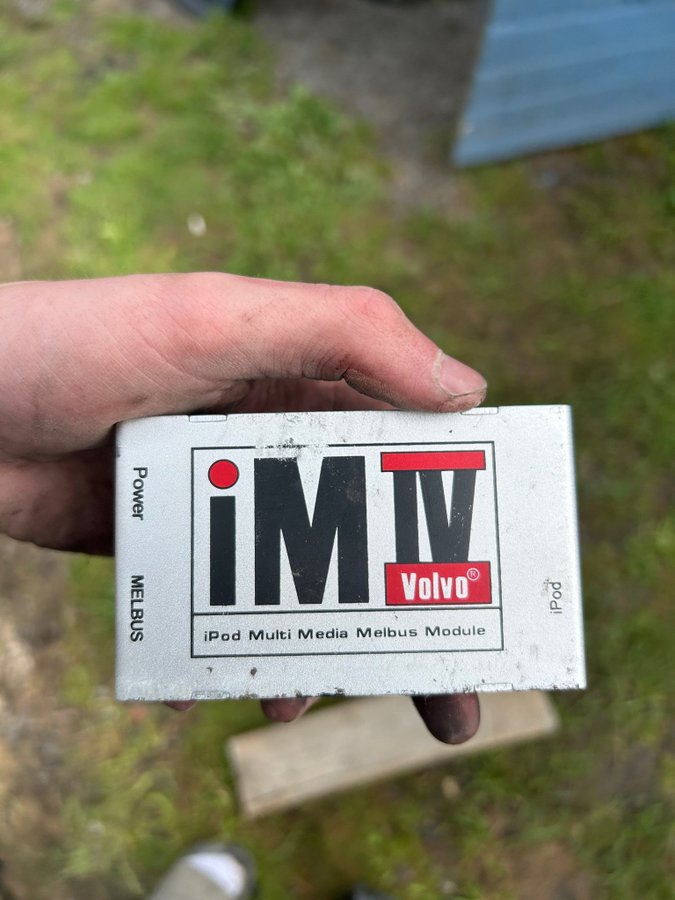 Power
MELBUS
iM IV
Volvo®
iPod Multi Media Melbus Module
iPod